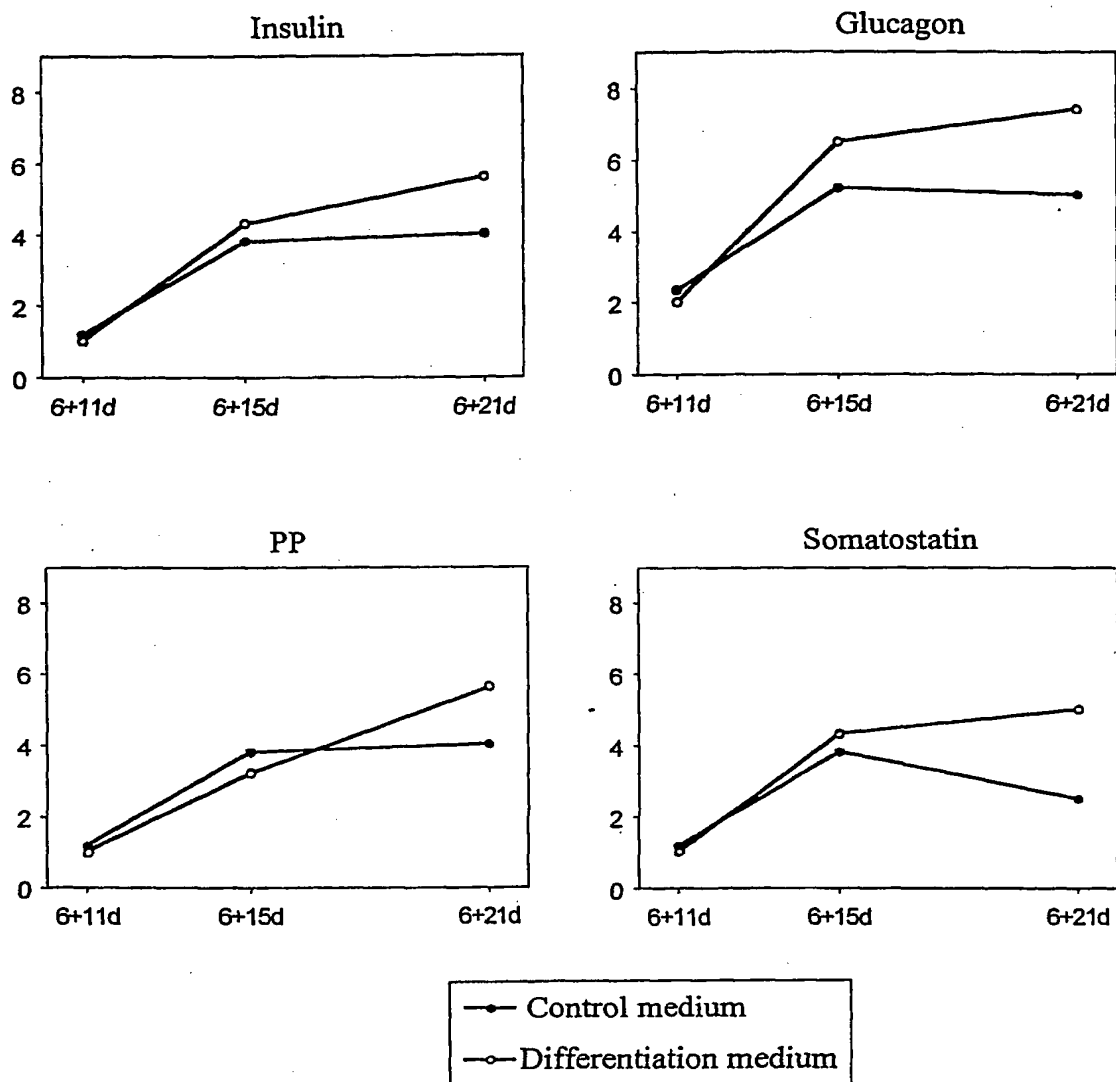 Insulin
8
6
4
2
0
6+11d 6+15d 6+21d
Glucagon
8
6
4
2
0
6+11d 6+15d 6+21d
PP
8
6
4
2
0
6+11d 6+15d 6+21d
Somatostatin
8
6
4
2
0
6+11d 6+15d 6+21d
Control medium
Differentiation medium